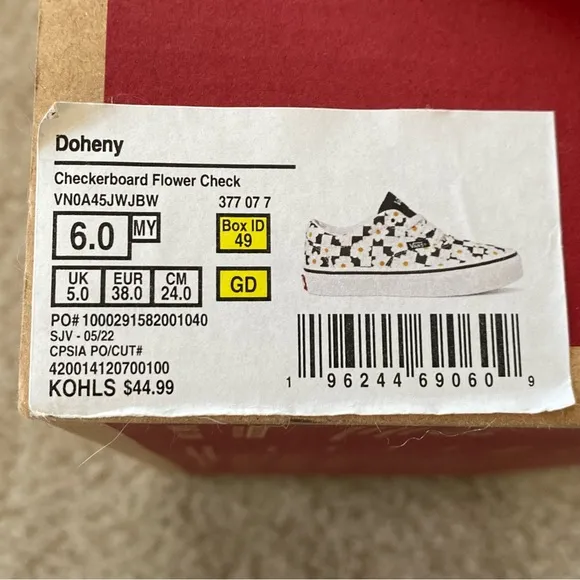 Doheny
Checkerboard Flower Check
VN0A45JWJBW 377 07 7
6.0 MY
Box ID
49
UK EUR CM
5.0 38.0 24.0
GD
PO# 1000291582001040
SJV - 05/22
CPSIA PO/CUT#
420014120700100
KOHLS $44.99
VANS
1 96244 69060 9